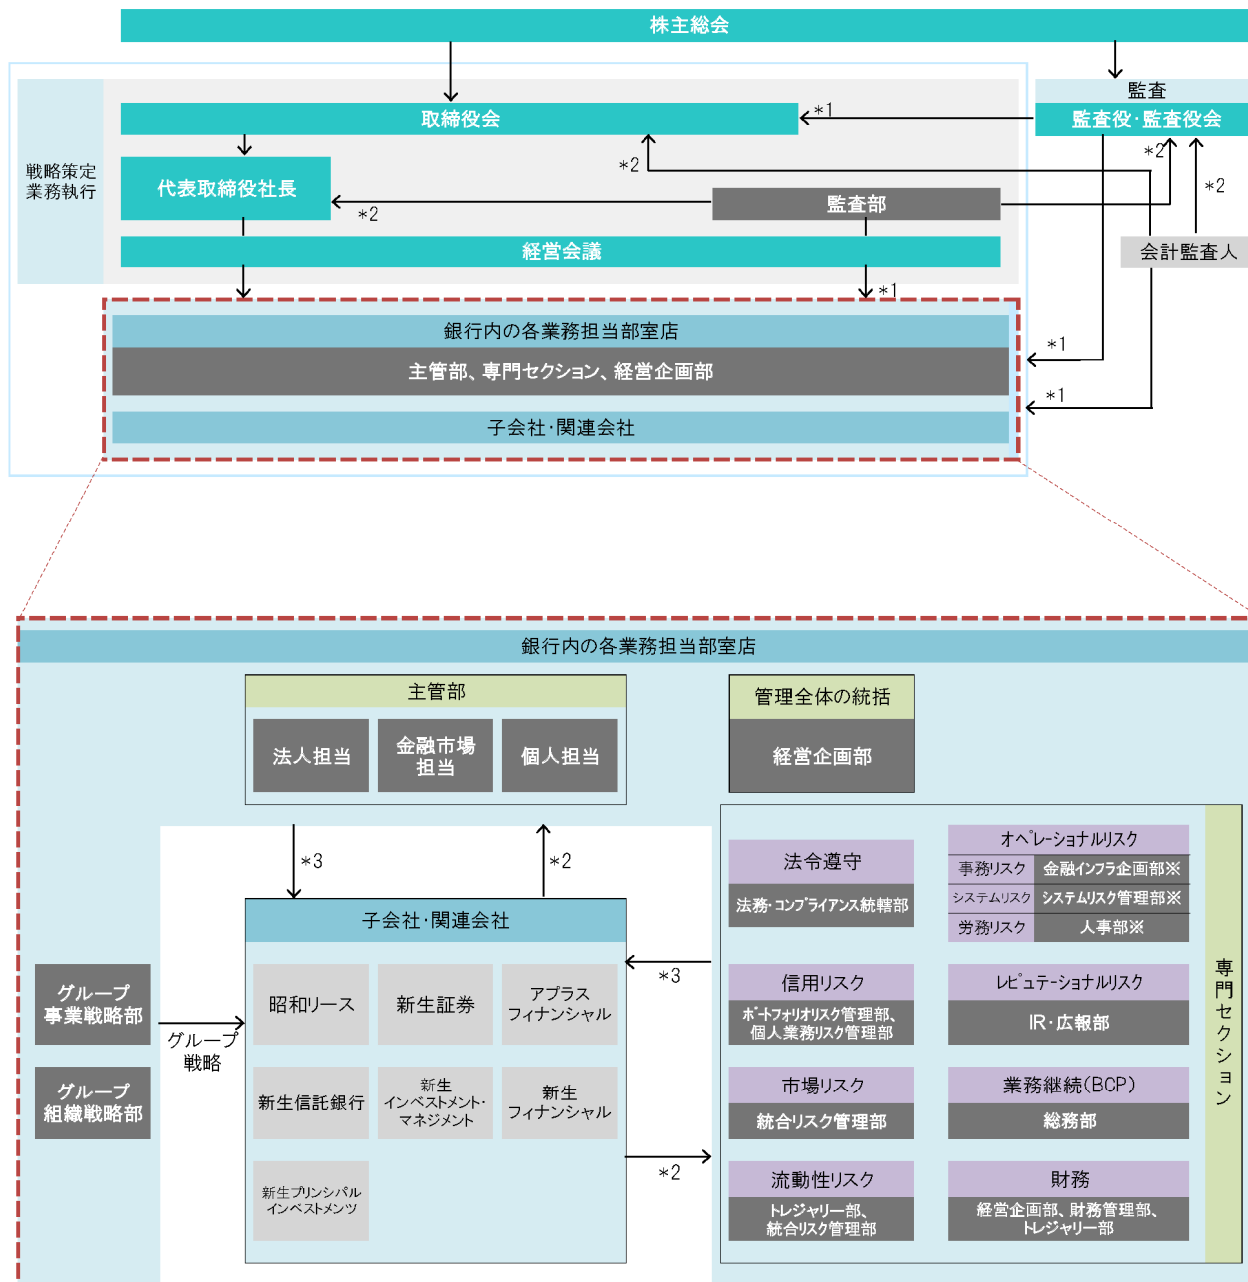 株主総会
監査
取締役会
*1
監査役・監査役会
戦略策定
業務執行
*2
*2
代表取締役社長
*2
監査部
*2
経営会議
会計監査人
*1
銀行内の各業務担当部室店
主管部、専門セクション、経営企画部
*1
*1
子会社・関連会社
銀行内の各業務担当部室店
主管部
法人担当
金融市場
担当
個人担当
管理全体の統括
経営企画部
*3
*2
子会社・関連会社
昭和リース
新生証券
アプラス
フィナンシャル
新生信託銀行
新生
インベストメント・
マネジメント
新生
フィナンシャル
新生プリンシパル
インベストメンツ
グループ
事業戦略部
グループ
戦略
グループ
組織戦略部
*3
*2
法令遵守
法務・コンプライアンス統轄部
オペレーショナルリスク
事務リスク
金融インフラ企画部※
システムリスク
システムリスク管理部※
労務リスク
人事部※
信用リスク
ポートフォリオリスク管理部、
個人業務リスク管理部
レピュテーショナルリスク
IR・広報部
市場リスク
統合リスク管理部
業務継続(BCP)
総務部
流動性リスク
トレジャリー部、
統合リスク管理部
財務
経営企画部、財務管理部、
トレジャリー部
専門セクション